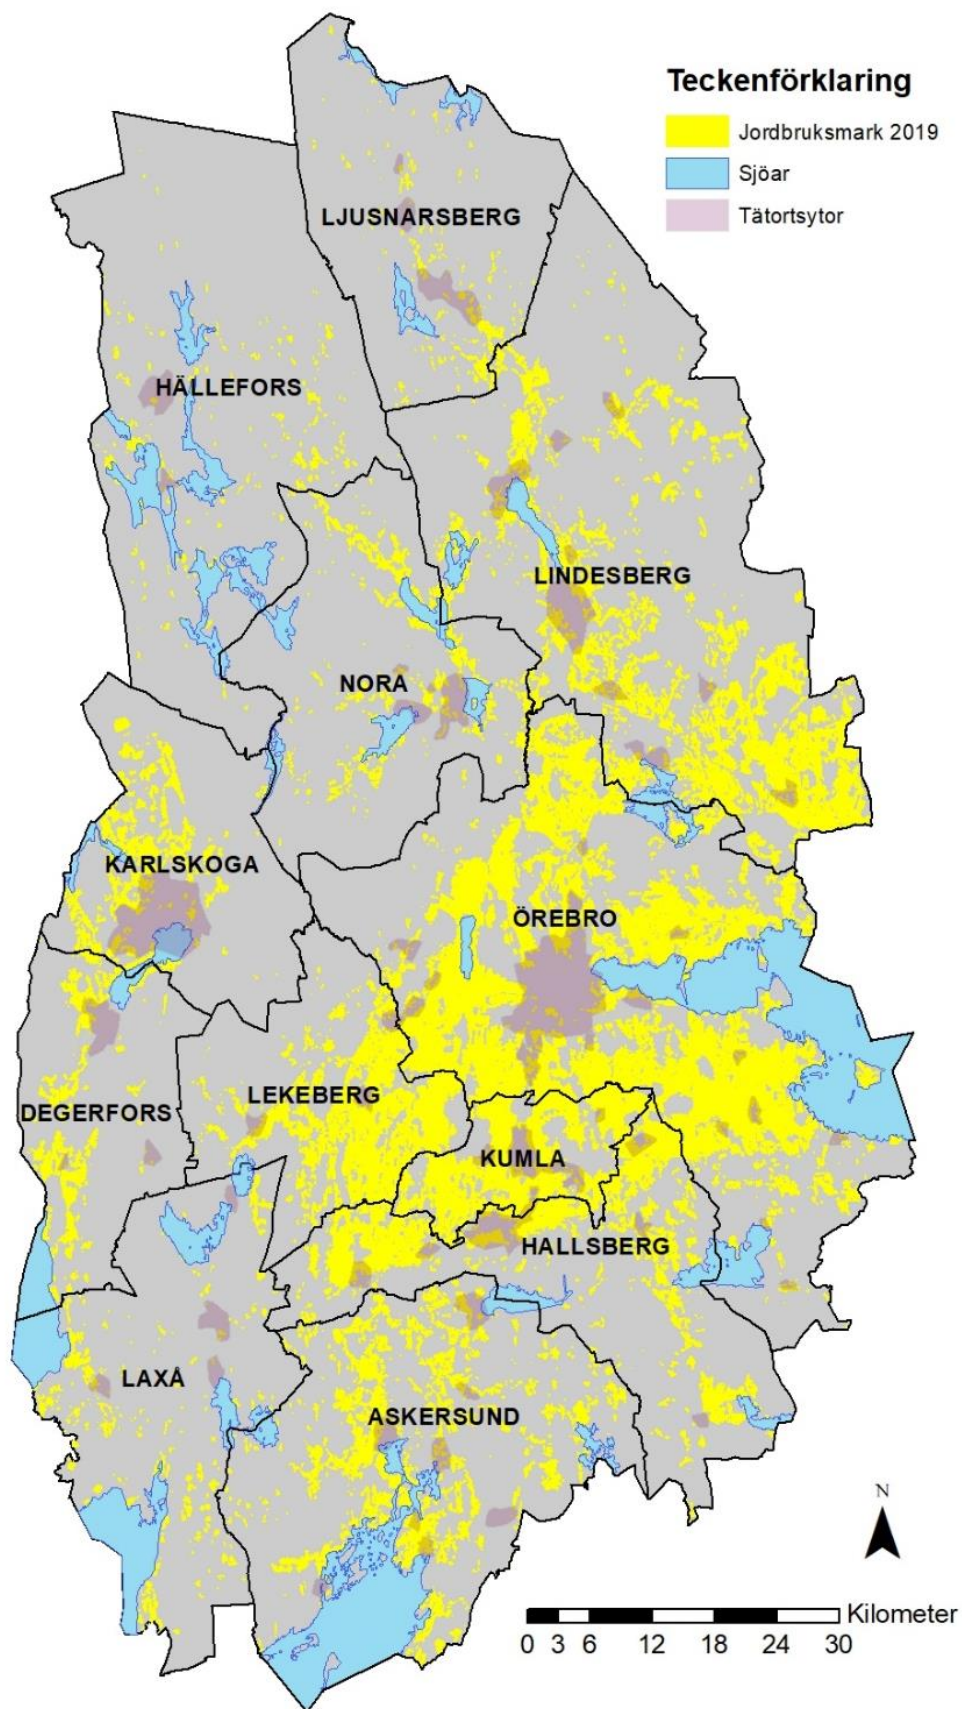 Teckenförklaring
Jordbruksmark 2019
Sjöar
Tätortsytor
LJUSNARSBERG
HÄLLEFORS
LINDESBERG
NORA
KARLSKOGA
ÖREBRO
LEKEBERG
DEGERFORS
KUMLA
HALLSBERG
LAXÅ
ASKERSUND
N
Kilometer
0 3 6 12 18 24 30